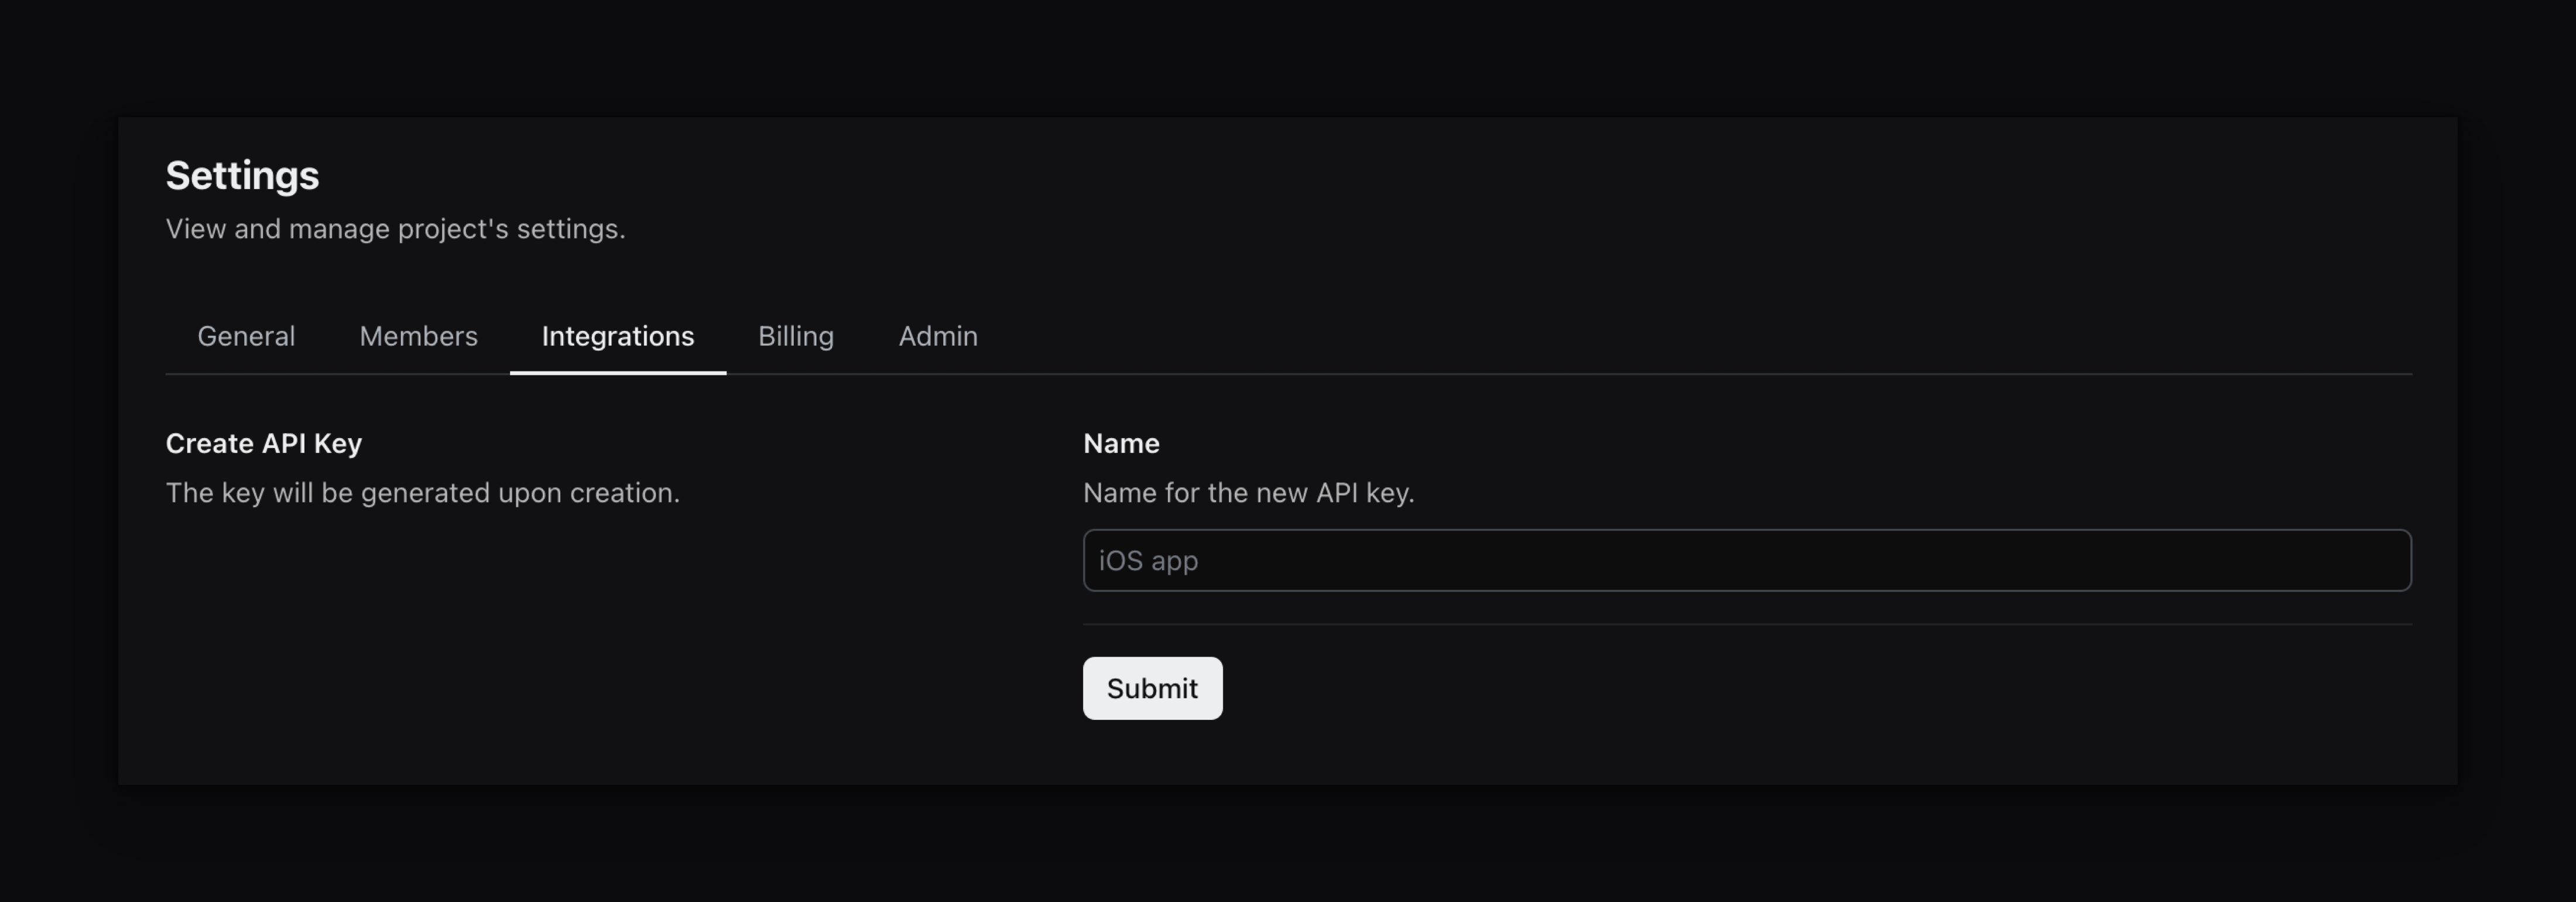 Settings
View and manage project's settings.
General Members Integrations Billing Admin
Create API Key
The key will be generated upon creation.
Name
Name for the new API key.
iOS app
Submit